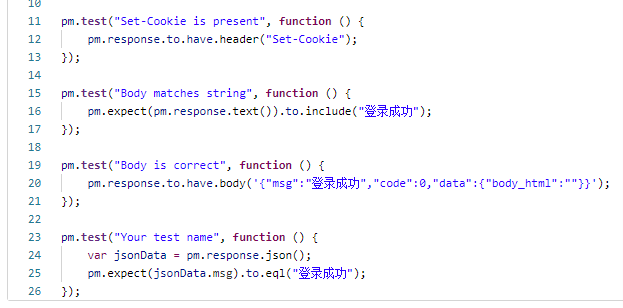 10
11 pm.test("Set-Cookie is present", function () {
12     pm.response.to.have.header("Set-Cookie");
13 });
14
15 pm.test("Body matches string", function () {
16     pm.expect(pm.response.text()).to.include("登录成功");
17 });
18
19 pm.test("Body is correct", function () {
20     pm.response.to.have.body('{"msg":"登录成功","code":0,"data":{"body_html":""}}');
21 });
22
23 pm.test("Your test name", function () {
24     var jsonData = pm.response.json();
25     pm.expect(jsonData.msg).to.eql("登录成功");
26 });